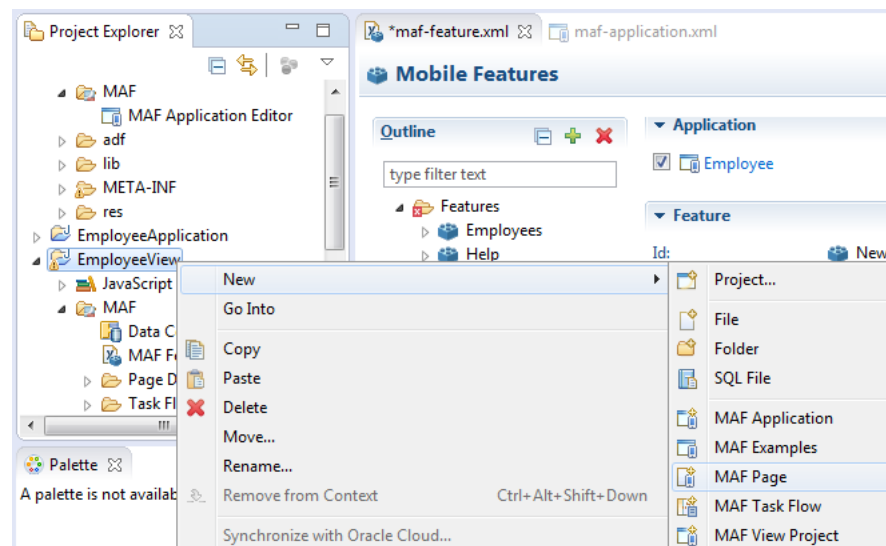 Project Explorer
*maf-feature.xml
maf-application.xml
Mobile Features
MAF
MAF Application Editor
adf
lib
META-INF
res
EmployeeApplication
EmployeeView
JavaScript
MAF
Data C
MAF Fe
Page D
Task Fl
Palette
A palette is not availab
Outline
type filter text
Features
Employees
Help
Application
Employee
Feature
Id:
New
New
Go Into
Copy
Paste
Delete
Move...
Rename...
Remove from Context Ctrl+Alt+Shift+Down
Synchronize with Oracle Cloud...
Project...
File
Folder
SQL File
MAF Application
MAF Examples
MAF Page
MAF Task Flow
MAF View Project